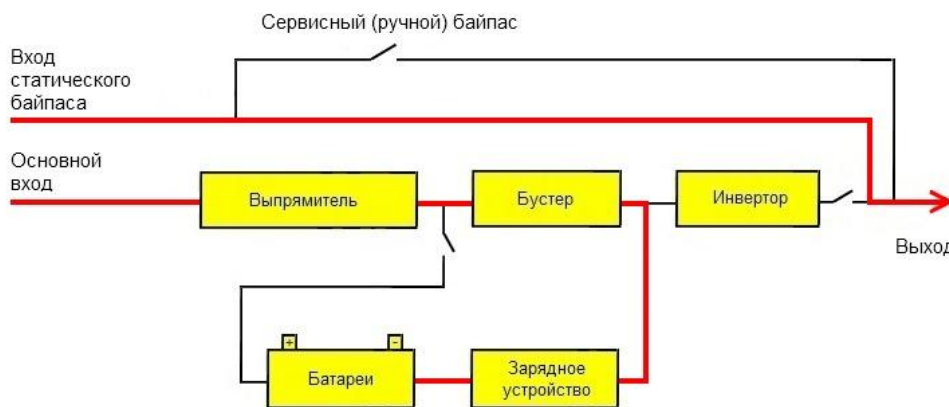 Сервисный (ручной) байпас
Вход
статического
байпаса
Основной
вход
Выпрямитель
Бустер
Инвертор
Выход
+
-
Батареи
Зарядное
устройство